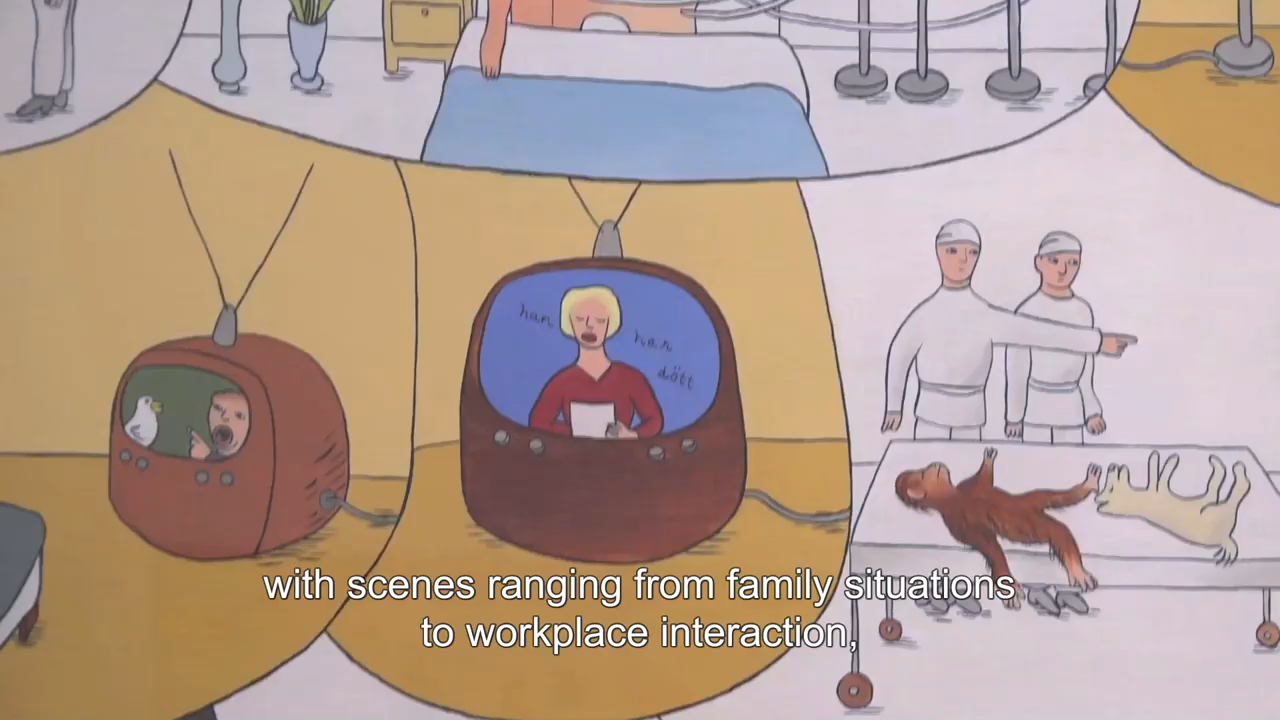 han
har
dött
with scenes ranging from family situations
to workplace interaction,